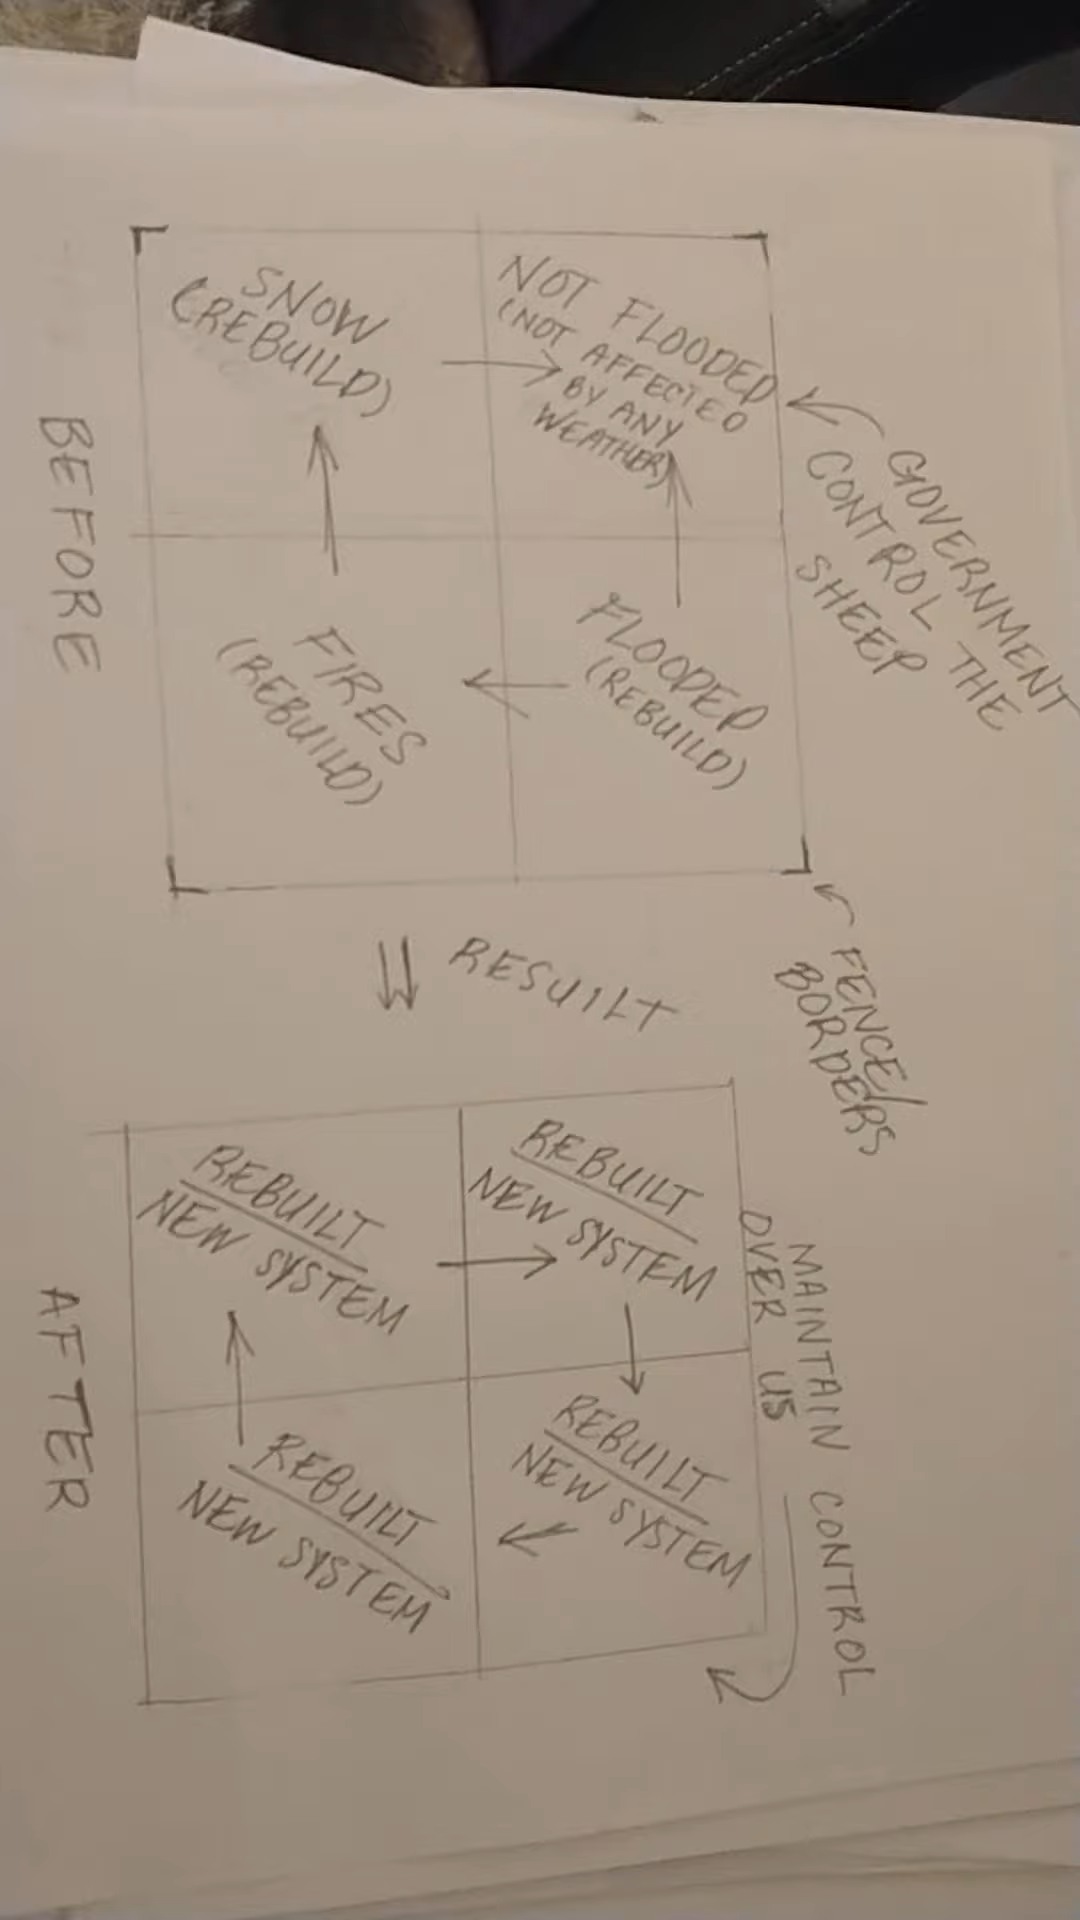 GOVERNMENT
CONTROL THE
SHEEP
NOT FLOODED
(NOT AFFECTED
BY ANY
WEATHER)
SNOW
(REBUILD)
FLOODED
(REBUILD)
FIRES
(REBUILD)
BEFORE
FENCE/
BORDERS
RESUILT
MAINTAIN CONTROL
OVER US
REBUILT
NEW SYSTEM
REBUILT
NEW SYSTEM
REBUILT
NEW SYSTEM
REBUILT
NEW SYSTEM
AFTER